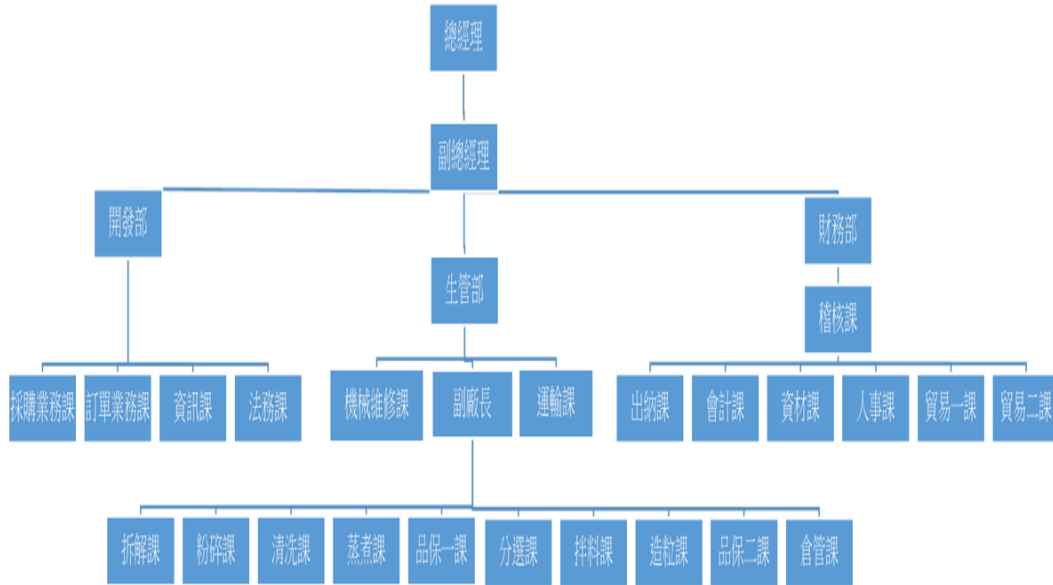 總經理
副總經理
開發部
財務部
生管部
稽核課
採購業務課
訂單業務課
資訊課
法務課
機械維修課
副廠長
運輸課
出納課
會計課
資材課
人事課
貿易一課
貿易二課
拆解課
粉碎課
清洗課
蒸煮課
品保一課
分選課
拌料課
造粒課
品保二課
倉管課